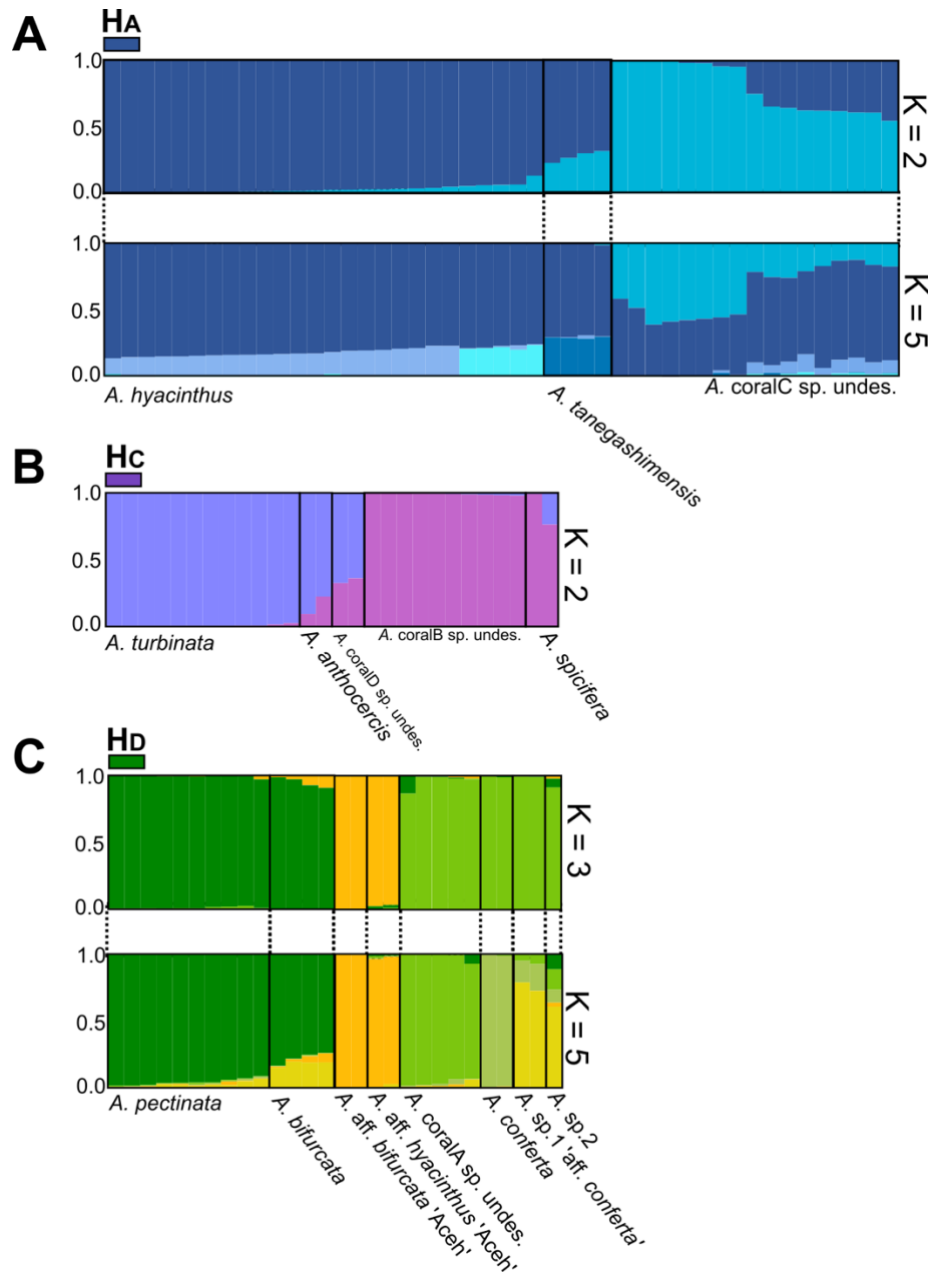 A
HA
1.0
0.5
0.0
K = 2
1.0
0.5
0.0
K = 5
A. hyacinthus
A. tanegashimensis
A. coralC sp. undes.
B
HC
1.0
0.5
0.0
K = 2
A. turbinata
A. anthocercis
A. coralD sp. undes.
A. coralB sp. undes.
A. spicifera
C
HD
1.0
0.5
0.0
K = 3
1.0
0.5
0.0
K = 5
A. pectinata
A. bifurcata
A. aff. bifurcata 'Aceh'
A. aff. hyacinthus 'Aceh'
A. coralA sp. undes.
A. conferta
A. sp.1 'aff. conferta'
A. sp.2